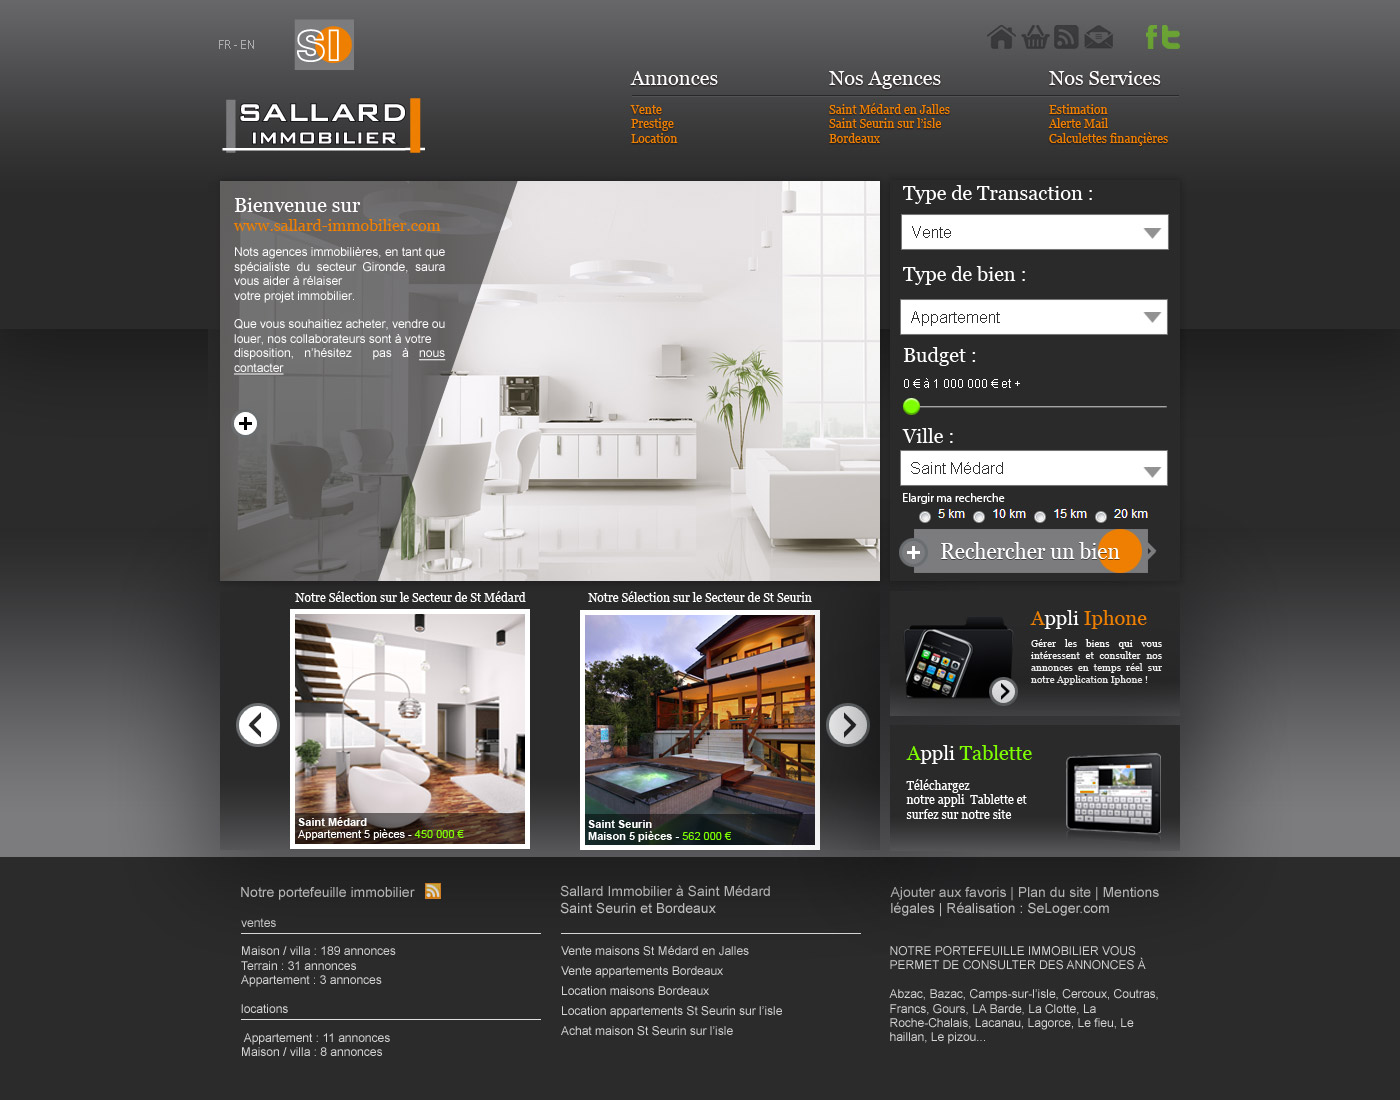 FR - EN
SI
SALLARD
IMMOBILIER
Annonces
Vente
Prestige
Location
Nos Agences
Saint Médard en Jalles
Saint Seurin sur l'isle
Bordeaux
Nos Services
Estimation
Alerte Mail
Calculettes finançières
Bienvenue sur
www.sallard-immobilier.com
Nots agences immobilières, en tant que
spécialiste du secteur Gironde, saura
vous aider à rélaiser
votre projet immobilier.
Que vous souhaitiez acheter, vendre ou
louer, nos collaborateurs sont à votre
disposition, n'hésitez pas à nous
contacter
Type de Transaction :
Vente
Type de bien :
Appartement
Budget :
0 € à 1 000 000 € et +
Ville :
Saint Médard
Elargir ma recherche
5 km 10 km 15 km 20 km
Rechercher un bien
Notre Sélection sur le Secteur de St Médard
Saint Médard
Appartement 5 pièces - 450 000 €
Notre Sélection sur le Secteur de St Seurin
Saint Seurin
Maison 5 pièces - 562 000 €
Appli Iphone
Gérer les biens qui vous
intéressent et consulter nos
annonces en temps réel sur
notre Application Iphone !
Appli Tablette
Téléchargez
notre appli Tablette et
surfez sur notre site
Notre portefeuille immobilier
ventes
Maison / villa : 189 annonces
Terrain : 31 annonces
Appartement : 3 annonces
locations
Appartement : 11 annonces
Maison / villa : 8 annonces
Sallard Immobilier à Saint Médard
Saint Seurin et Bordeaux
Vente maisons St Médard en Jalles
Vente appartements Bordeaux
Location maisons Bordeaux
Location appartements St Seurin sur l'isle
Achat maison St Seurin sur l'isle
Ajouter aux favoris | Plan du site | Mentions
légales | Réalisation : SeLoger.com
NOTRE PORTEFEUILLE IMMOBILIER VOUS
PERMET DE CONSULTER DES ANNONCES À
Abzac, Bazac, Camps-sur-l'isle, Cercoux, Coutras,
Francs, Gours, LA Barde, La Clotte, La
Roche-Chalais, Lacanau, Lagorce, Le fieu, Le
haillan, Le pizou...